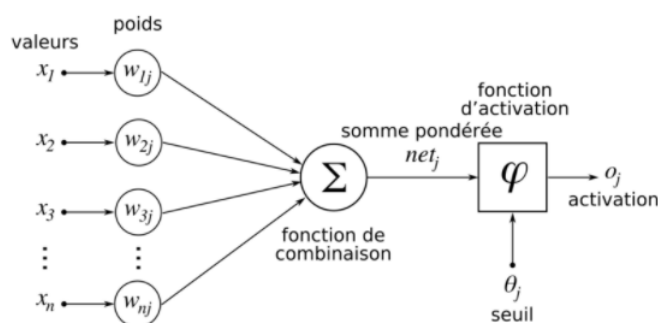 poids
valeurs
x₁
w₁ⱼ
x₂
w₂ⱼ
x₃
w₃ⱼ
⋮ ⋮
xₙ
wₙⱼ
Σ
fonction de
combinaison
somme pondérée
netⱼ
fonction
d'activation
φ
oⱼ
activation
θⱼ
seuil